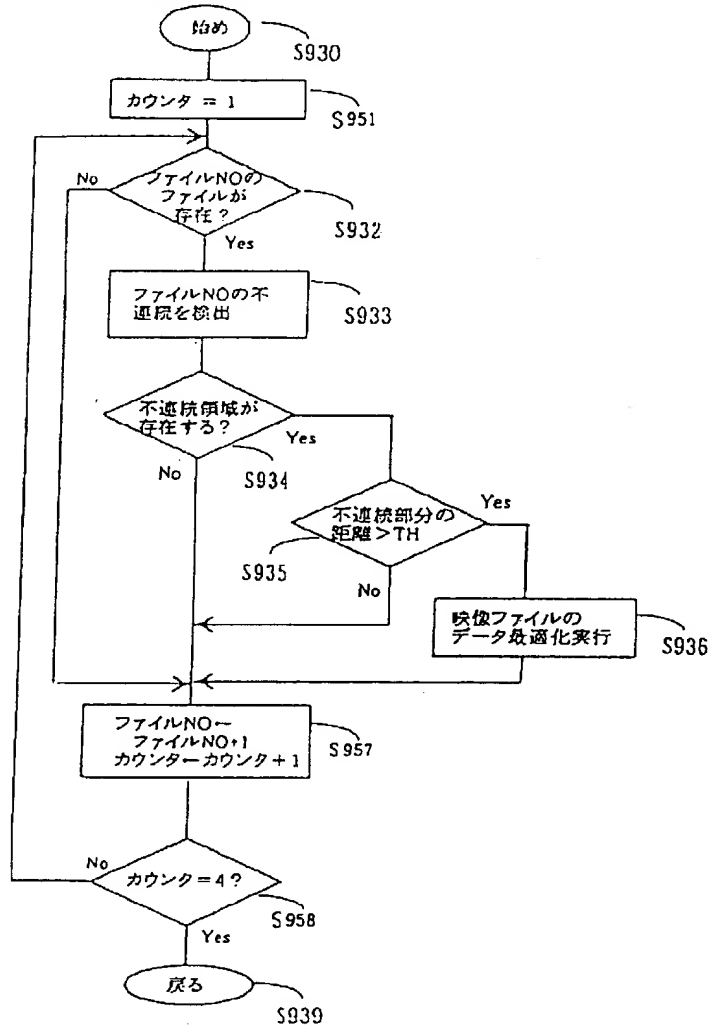 始め
S930
カウンタ = 1
S951
No
ファイルNOの
ファイルが
存在?
S932
Yes
ファイルNOの不
連続を検出
S933
不連続領域が
存在する?
Yes
No
S934
不連続部分の
距離>TH
Yes
S935
No
映像ファイルの
データ最適化実行
S936
ファイルNO←
ファイルNO+1
カウンタ←カウンタ+1
S957
No
カウンタ=4?
S958
Yes
戻る
S939